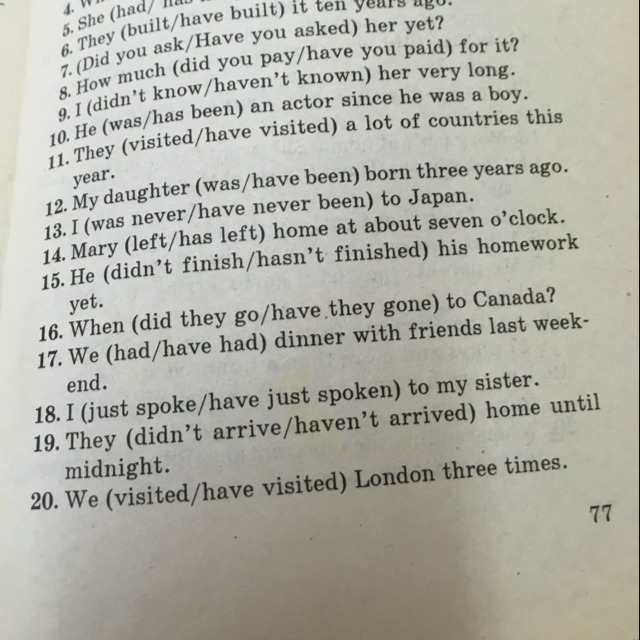 4.
5. She (had/
6. They (built/have built) it ten years ago.
7. (Did you ask/Have you asked) her yet?
8. How much (did you pay/have you paid) for it?
9. I (didn't know/haven't known) her very long.
10. He (was/has been) an actor since he was a boy.
11. They (visited/have visited) a lot of countries this
year.
12. My daughter (was/have been) born three years ago.
13. I (was never/have never been) to Japan.
14. Mary (left/has left) home at about seven o'clock.
15. He (didn't finish/hasn't finished) his homework
yet.
16. When (did they go/have they gone) to Canada?
17. We (had/have had) dinner with friends last week-
end.
18. I (just spoke/have just spoken) to my sister.
19. They (didn't arrive/haven't arrived) home until
midnight.
20. We (visited/have visited) London three times.
77